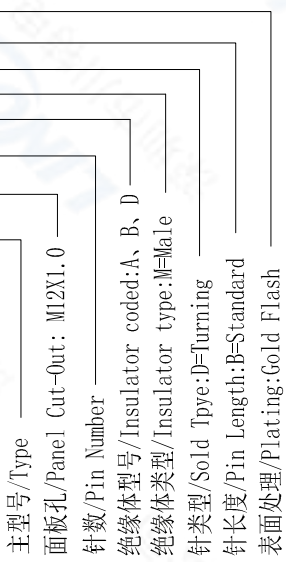 主型号/Type
面板孔/Panel Cut-Out: M12X1.0
针数/Pin Number
绝缘体型号/Insulator coded:A、B、D
绝缘体类型/Insulator type:M=Male
针类型/Sold Tpye:D=Turning
针长度/Pin Length:B=Standard
表面处理/Plating:Gold Flash